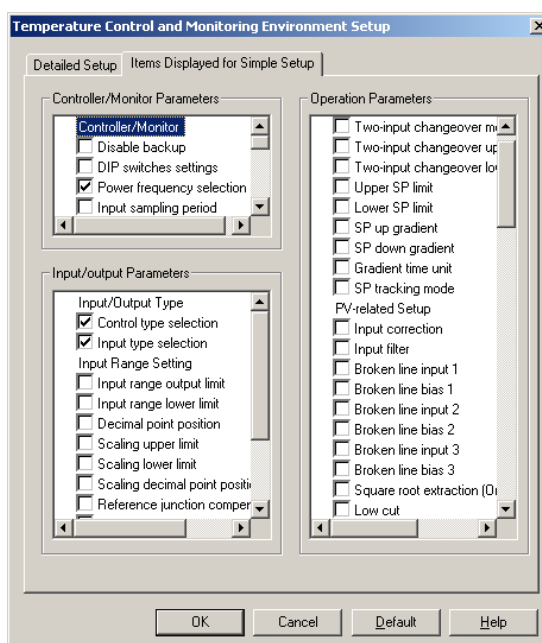 Temperature Control and Monitoring Environment Setup
Detailed Setup
Items Displayed for Simple Setup
Controller/Monitor Parameters
Controller/Monitor
Disable backup
DIP switches settings
Power frequency selection
Input sampling period
Input/output Parameters
Input/Output Type
Control type selection
Input type selection
Input Range Setting
Input range output limit
Input range lower limit
Decimal point position
Scaling upper limit
Scaling lower limit
Scaling decimal point positi
Reference junction comper
Operation Parameters
Two-input changeover
Two-input changeover
Two-input changeover
Upper SP limit
Lower SP limit
SP up gradient
SP down gradient
Gradient time unit
SP tracking mode
PV-related Setup
Input correction
Input filter
Broken line input 1
Broken line bias 1
Broken line input 2
Broken line bias 2
Broken line input 3
Broken line bias 3
Square root extraction
Low cut
OK
Cancel
Default
Help